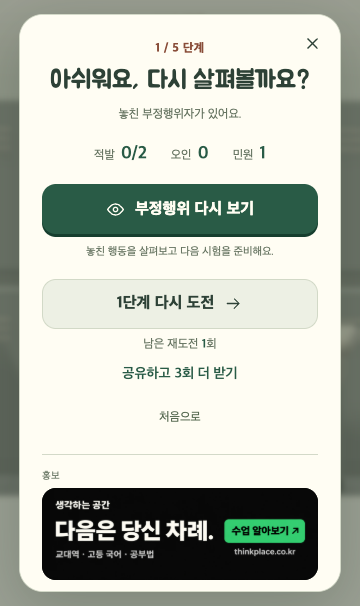 1 / 5 단계
아쉬워요, 다시 살펴볼까요?
놓친 부정행위자가 있어요.
적발 0/2 오인 0 민원 1
부정행위 다시 보기
놓친 행동을 살펴보고 다음 시험을 준비해요.
1단계 다시 도전 →
남은 재도전 1회
공유하고 3회 더 받기
처음으로
홍보
생각하는 공간
다음은 당신 차례. 수업 알아보기 ↗
교대역 · 고등 국어 · 공부법 thinkplace.co.kr